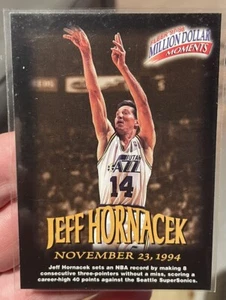 MILLION DOLLAR
MOMENTS
UTAH
JAZZ
14
JEFF HORNACEK
NOVEMBER 23, 1994
Jeff Hornacek sets an NBA record by making 8
consecutive three-pointers without a miss, scoring a
career-high 40 points against the Seattle SuperSonics.